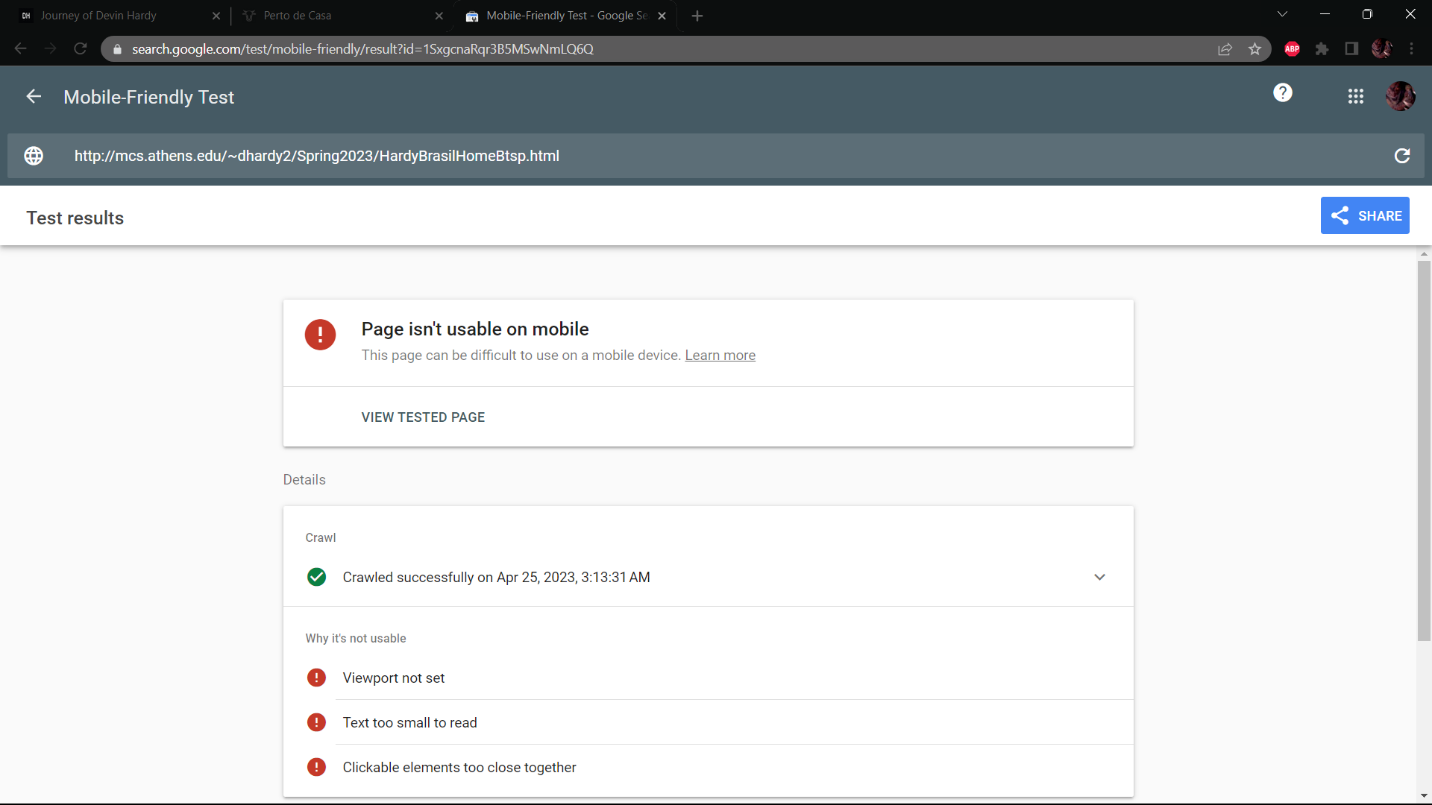 DH Journey of Devin Hardy
Perto de Casa
Mobile-Friendly Test - Google Se
search.google.com/test/mobile-friendly/result?id=1SxgcnaRqr3B5MSwNmLQ6Q
ABP
Mobile-Friendly Test
http://mcs.athens.edu/~dhardy2/Spring2023/HardyBrasilHomeBtsp.html
Test results
SHARE
Page isn't usable on mobile
This page can be difficult to use on a mobile device. Learn more
VIEW TESTED PAGE
Details
Crawl
Crawled successfully on Apr 25, 2023, 3:13:31 AM
Why it's not usable
Viewport not set
Text too small to read
Clickable elements too close together